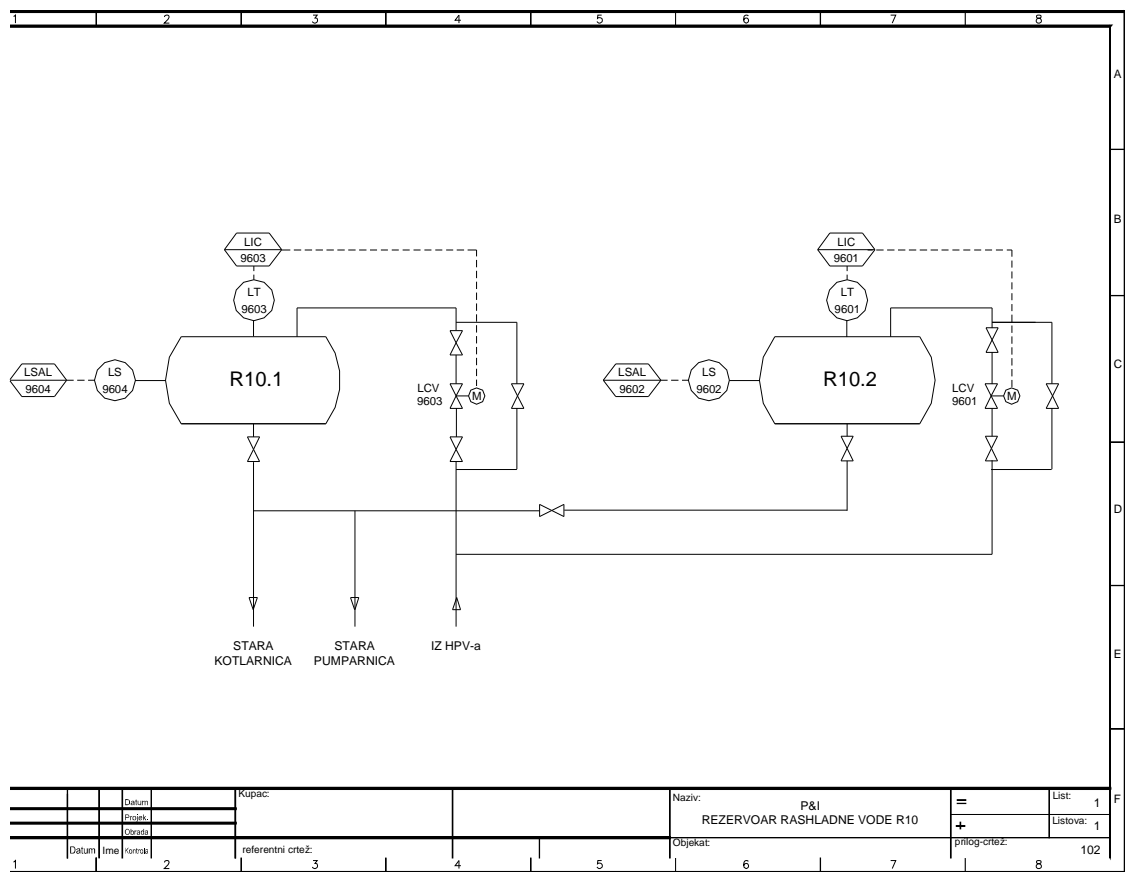 1 2 3 4 5 6 7 8
A
B
C
D
E
F
LIC
9603
LT
9603
LSAL
9604
LS
9604
R10.1
LCV
9603
M
LIC
9601
LT
9601
LSAL
9602
LS
9602
R10.2
LCV
9601
M
STARA
KOTLARNICA
STARA
PUMPARNICA
IZ HPV-a
Datum
Projek.
Obrada
Datum Ime Kontrola
Kupac:
referentni crtež:
Naziv:
P&I
REZERVOAR RASHLADNE VODE R10
Objekat:
=
+
List: 1
Listova: 1
prilog-crtež:
102
1 2 3 4 5 6 7 8